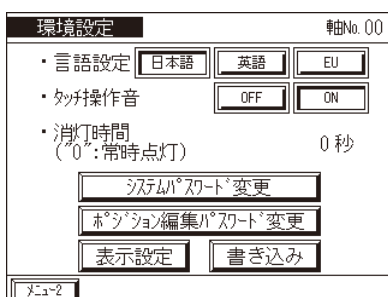 環境設定 軸No.00
・言語設定 日本語 英語 EU
・ﾀｯﾁ操作音 OFF ON
・消灯時間 0秒
("0":常時点灯)
ｼｽﾃﾑﾊﾟｽﾜｰﾄﾞ変更
ﾎﾟｼﾞｼｮﾝ編集ﾊﾟｽﾜｰﾄﾞ変更
表示設定 書き込み
ﾒﾆｭｰ2